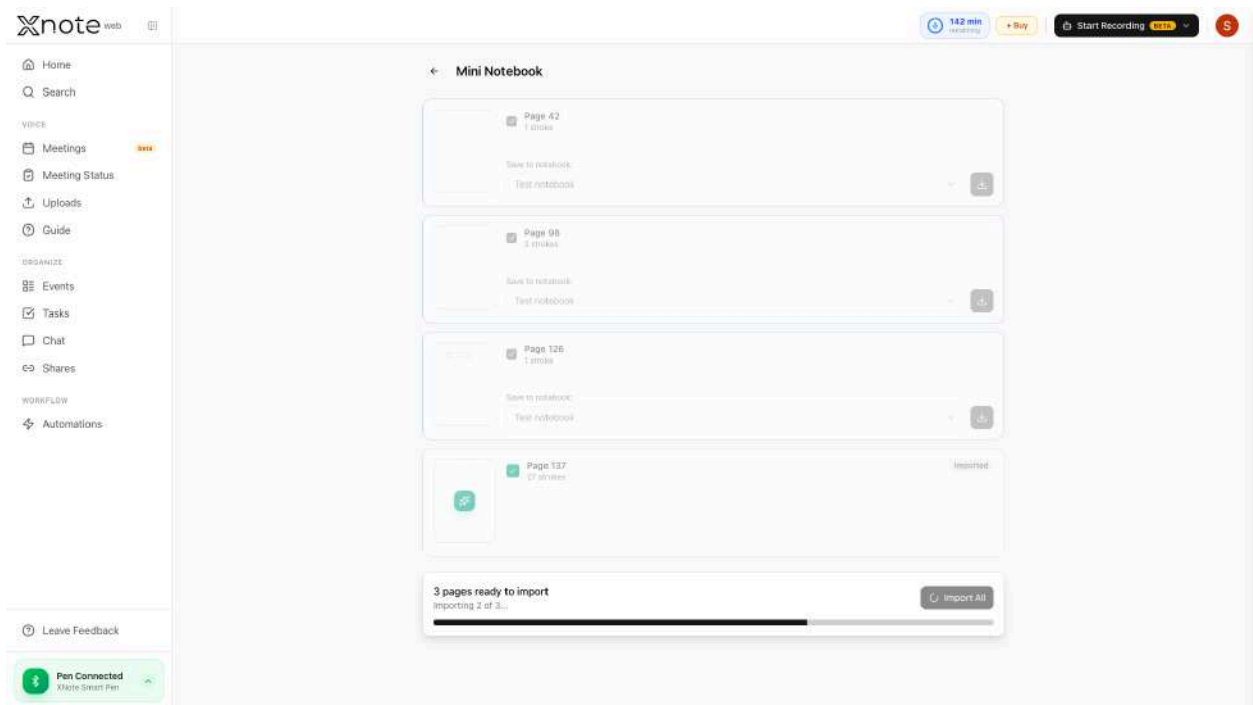 Xnote web
142 min
remaining
+ Buy
Start Recording BETA
S
Home
Search
VOICE
Meetings beta
Meeting Status
Uploads
Guide
ORGANIZE
Events
Tasks
Chat
Shares
WORKFLOW
Automations
Leave Feedback
Pen Connected
XNote Smart Pen
← Mini Notebook
Page 42
1 stroke
Save to notebook:
Test notebook
Page 98
Save to notebook:
Test notebook
Page 126
1 stroke
Save to notebook:
Test notebook
Page 137
Imported
17 strokes
3 pages ready to import
Importing 2 of 3...
Import All